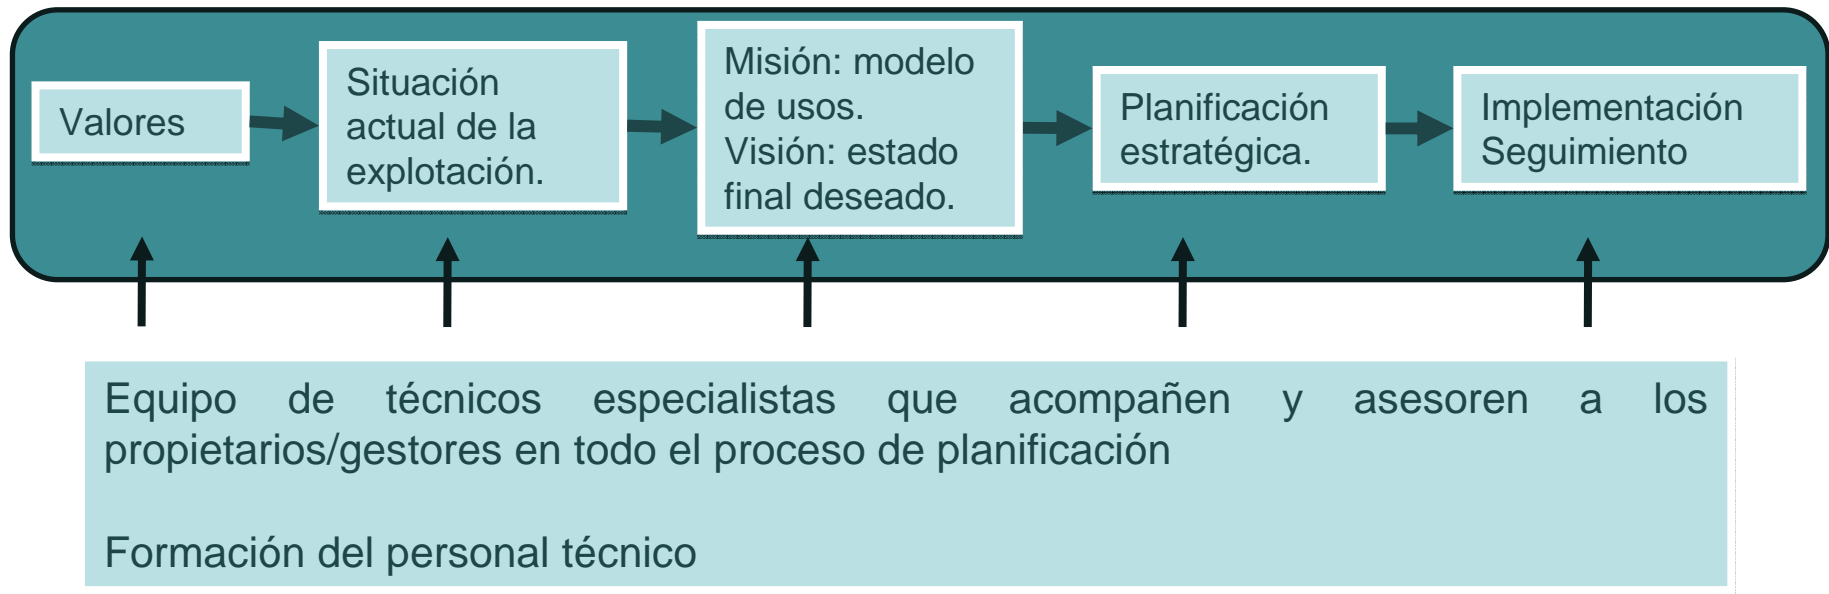 Valores
Situación
actual de la
explotación.
Misión: modelo
de usos.
Visión: estado
final deseado.
Planificación
estratégica.
Implementación
Seguimiento
Equipo de técnicos especialistas que acompañen y asesoren a los
propietarios/gestores en todo el proceso de planificación
Formación del personal técnico